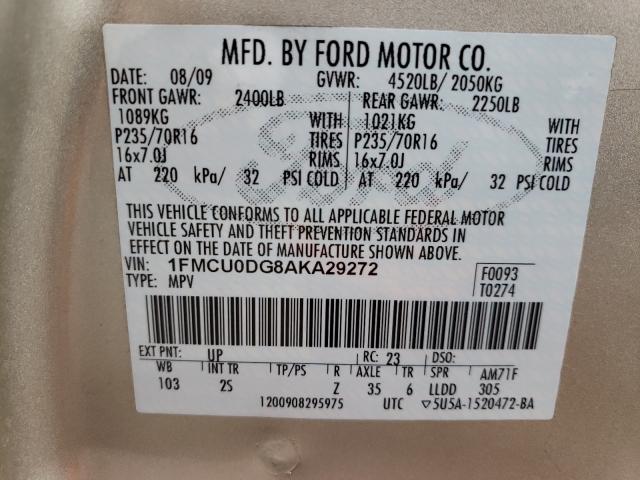 MFD. BY FORD MOTOR CO.
DATE: 08/09 GVWR: 4520LB/ 2050KG
FRONT GAWR: 2400LB REAR GAWR: 2250LB
1089KG WITH 1021KG WITH
P235/70R16 TIRES P235/70R16 TIRES
16x7.0J RIMS 16x7.0J RIMS
AT 220 kPa/ 32 PSI COLD AT 220 kPa/ 32 PSI COLD
Ford
THIS VEHICLE CONFORMS TO ALL APPLICABLE FEDERAL MOTOR
VEHICLE SAFETY AND THEFT PREVENTION STANDARDS IN
EFFECT ON THE DATE OF MANUFACTURE SHOWN ABOVE.
VIN: 1FMCU0DG8AKA29272 F0093
TYPE: MPV T0274
EXT PNT: UP RC: 23 DSO:
WB INT TR TP/PS R AXLE TR SPR AM71F
103 2S Z 35 6 LLDD 305
1200908295975 UTC ▽5U5A-1520472-BA